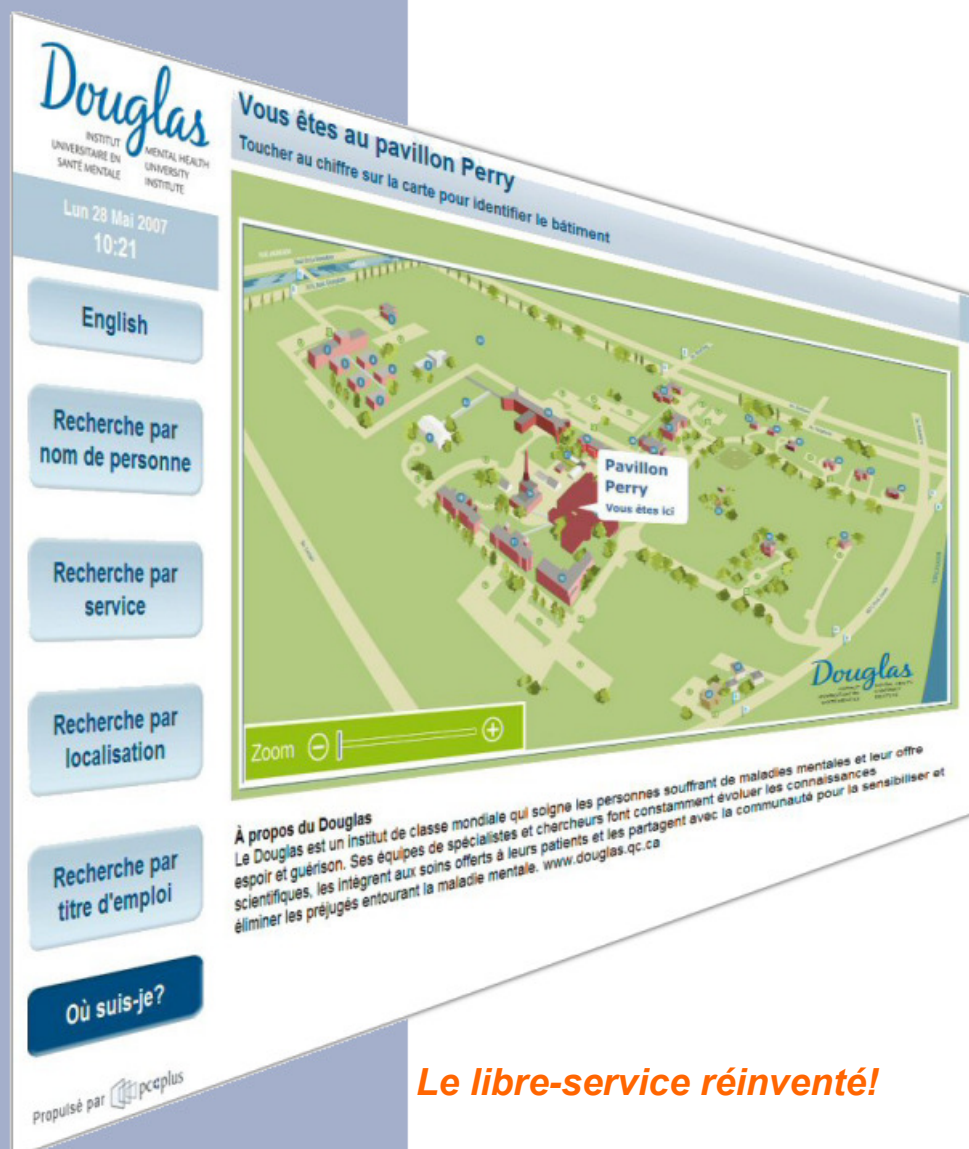 Douglas
INSTITUT
UNIVERSITAIRE EN
SANTÉ MENTALE
MENTAL HEALTH
UNIVERSITY
INSTITUTE
Lun 28 Mai 2007
10:21
English
Recherche par
nom de personne
Recherche par
service
Recherche par
localisation
Recherche par
titre d'emploi
Où suis-je?
Propulsé par pceplus
Vous êtes au pavillon Perry
Toucher au chiffre sur la carte pour identifier le bâtiment
Pavillon
Perry
Vous êtes ici
Douglas
Zoom
À propos du Douglas
Le Douglas est un institut de classe mondiale qui soigne les personnes souffrant de maladies mentales et leur offre
espoir et guérison. Ses équipes de spécialistes et chercheurs font constamment évoluer les connaissances
scientifiques, les intègrent aux soins offerts à leurs patients et les partagent avec la communauté pour la sensibiliser et
éliminer les préjugés entourant la maladie mentale. www.douglas.qc.ca
Le libre-service réinventé!